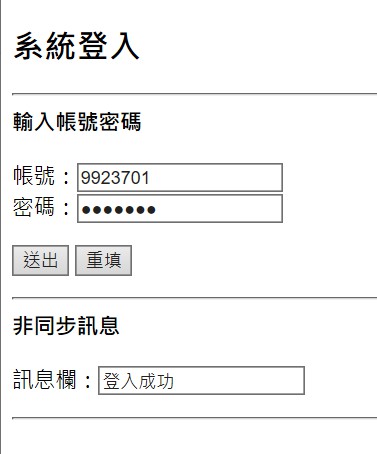 系統登入
輸入帳號密碼
帳號：9923701
密碼：●●●●●●●
送出 重填
非同步訊息
訊息欄：登入成功